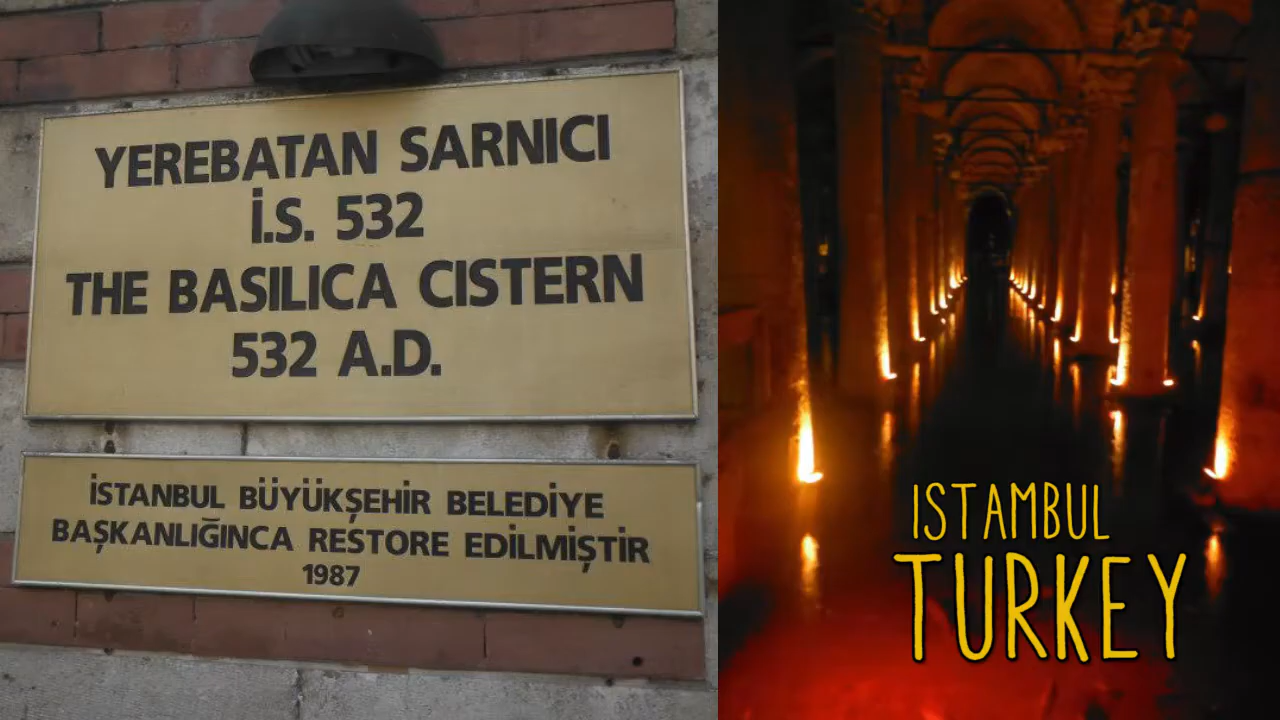 YEREBATAN SARNICI
İ.S. 532
THE BASILICA CISTERN
532 A.D.
İSTANBUL BÜYÜKŞEHİR BELEDİYE
BAŞKANLIĞINCA RESTORE EDİLMİŞTİR
1987
ISTAMBUL
TURKEY